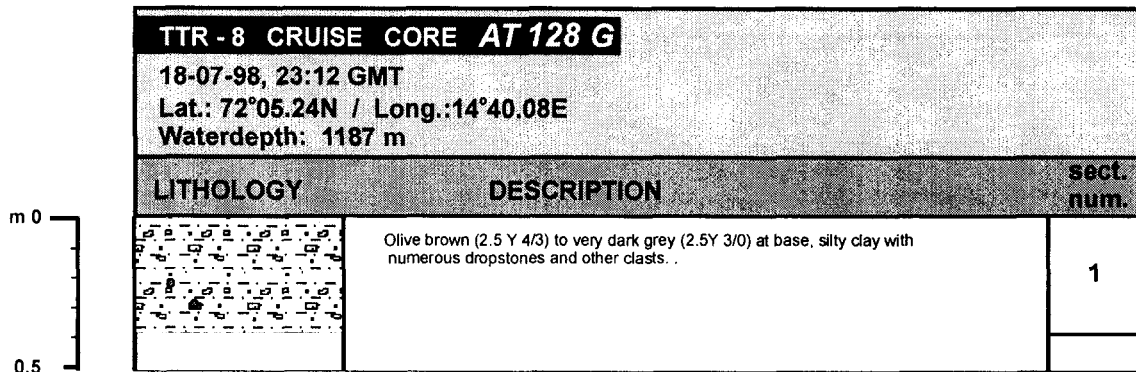 TTR - 8 CRUISE CORE AT 128 G
18-07-98, 23:12 GMT
Lat.: 72°05.24N / Long.:14°40.08E
Waterdepth: 1187 m
LITHOLOGY DESCRIPTION sect. num.
m 0
Olive brown (2.5 Y 4/3) to very dark grey (2.5Y 3/0) at base, silty clay with
numerous dropstones and other clasts. .
1
0.5